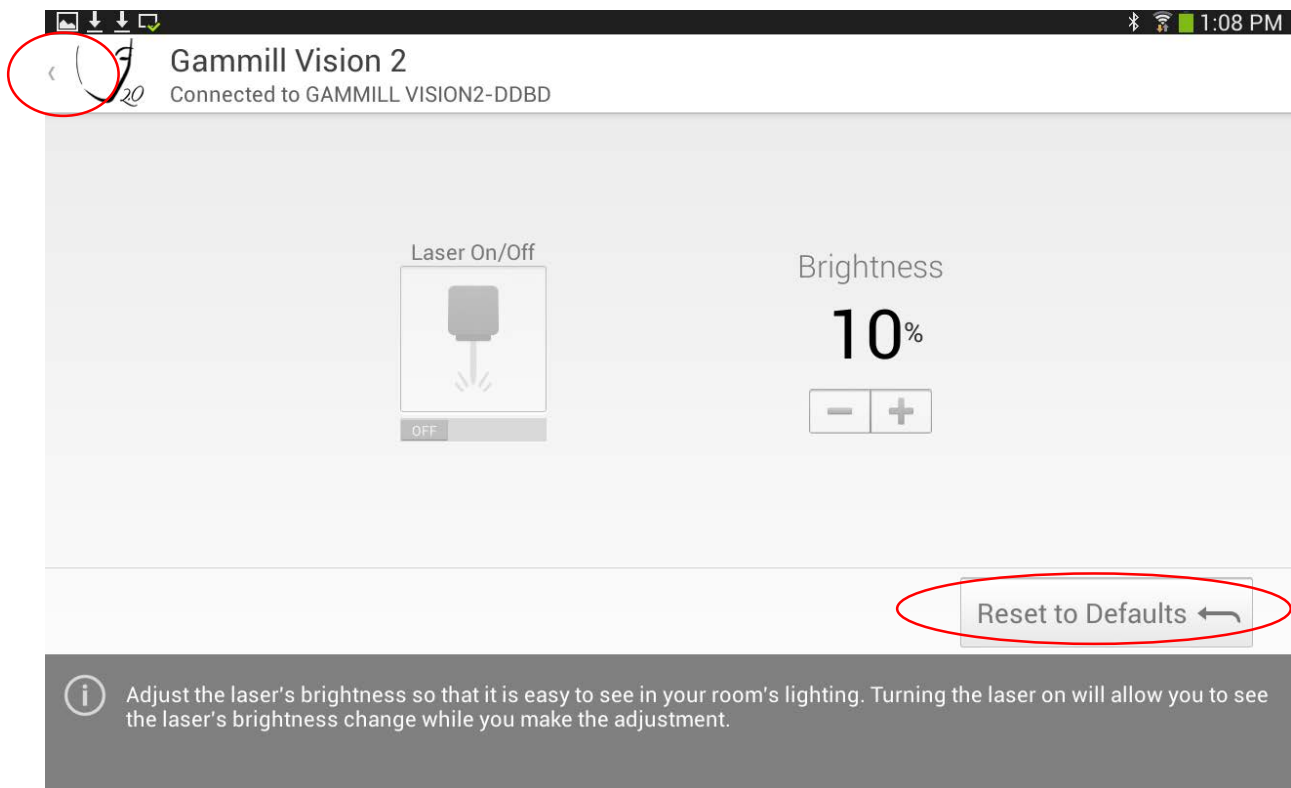 1:08 PM
Gammill Vision 2
2.0
Connected to GAMMILL VISION2-DDBD
Laser On/Off
OFF
Brightness
10%
Reset to Defaults
Adjust the laser's brightness so that it is easy to see in your room's lighting. Turning the laser on will allow you to see
the laser's brightness change while you make the adjustment.